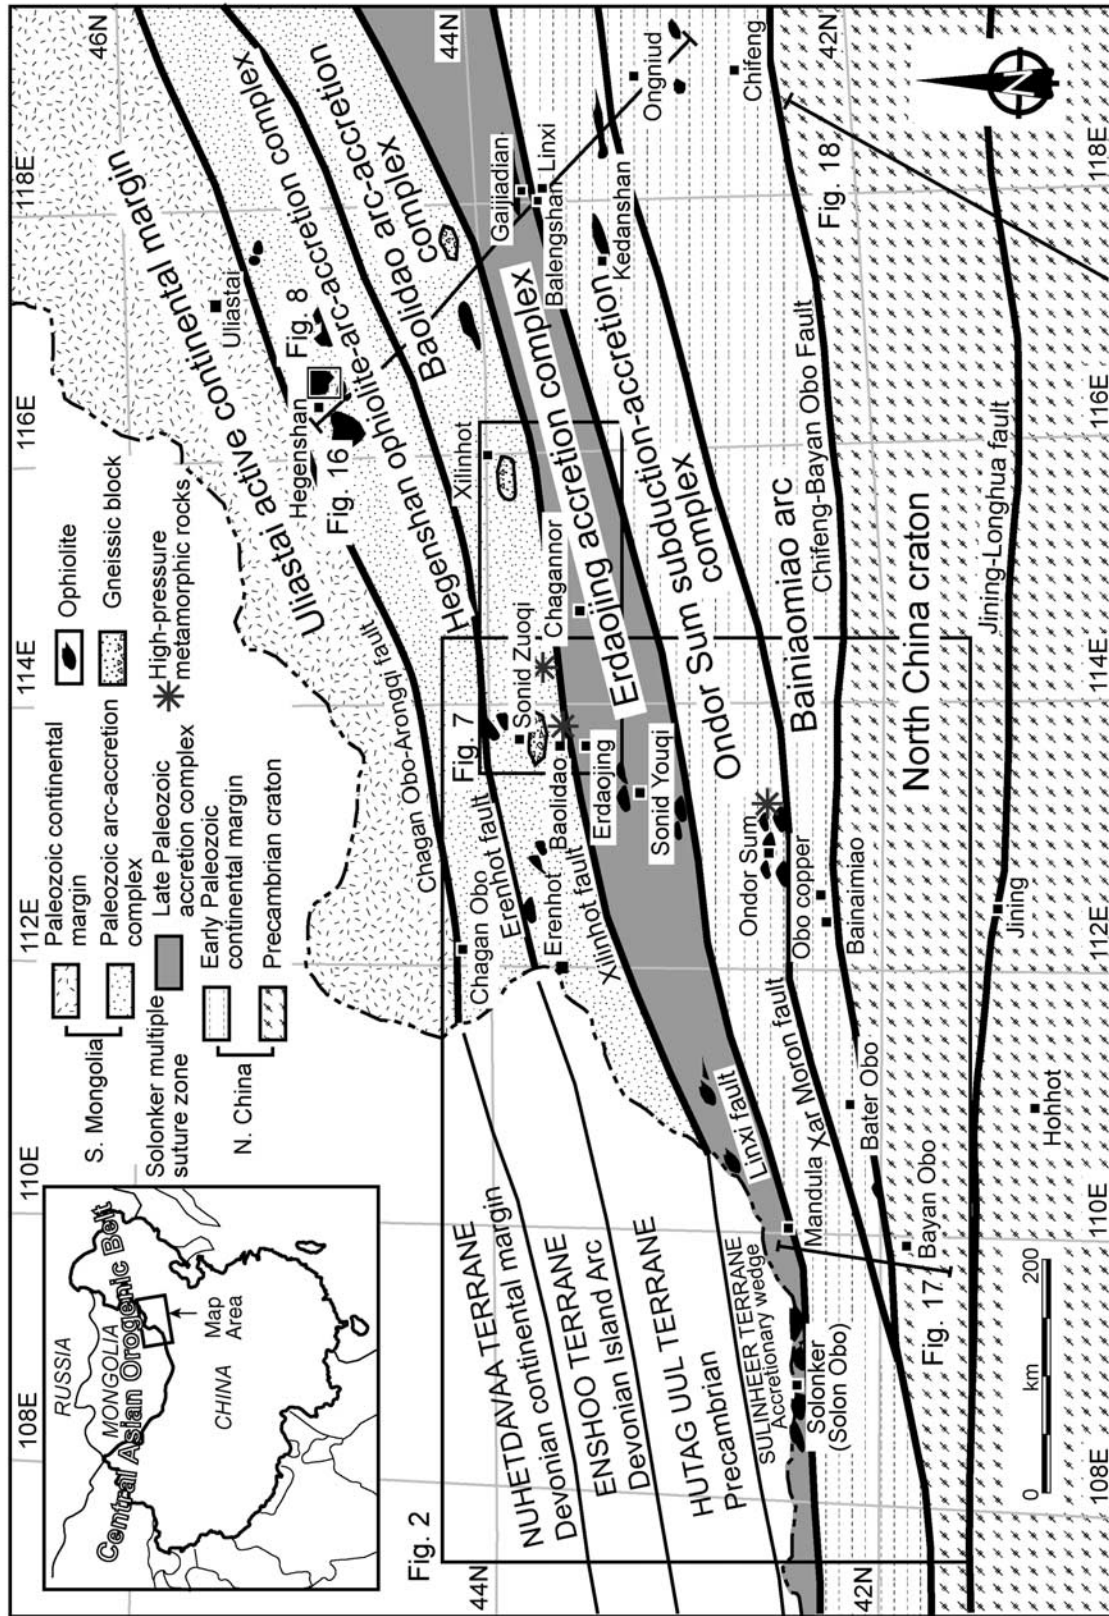 108E
110E
112E
114E
116E
118E
RUSSIA
MONGOLIA
Central Asian Orogenic Belt
CHINA
Map
Area
S. Mongolia
Paleozoic continental
margin
Paleozoic arc-accretion
complex
Solonker multiple
suture zone
Late Paleozoic
accretion complex
N. China
Early Paleozoic
continental margin
Precambrian craton
Ophiolite
Gneissic block
High-pressure
metamorphic rocks
46N
Uliastai active continental margin
Uliastai
Hegenshan
Fig. 8
Fig. 16
Chagan Obo-Arongqi fault
Hegenshan ophiolite-arc-accretion complex
Baolidao arc-accretion
complex
Fig. 2
NUHETDAVAA TERRANE
Devonian continental margin
ENSHOO TERRANE
Devonian Island Arc
HUTAG UUL TERRANE
Precambrian
SULINHEER TERRANE
Accretionary wedge
44N
44N
Chagan Obo
Erenhot fault
Erenhot
Baolidao
Xilinhot fault
Fig. 7
Sonid Zuoqi
Xilinhot
Chagannor
Erdaojing
Sonid Youqi
Erdaojing accretion complex
Gaijiadian
Linxi
Balengshan
Kedanshan
Ongniud
Chifeng
Ondor Sum subduction-accretion
complex
Linxi fault
Mandula
Xar Moron fault
Solonker
(Solon Obo)
Ondor Sum
Obo copper
Bainaimiao
Bainiaomiao arc
Chifeng-Bayan Obo Fault
Bater Obo
Bayan Obo
Fig. 17
Fig. 18
42N
42N
North China craton
Jining-Longhua fault
Jining
Hohhot
N
0
km
200
108E
110E
112E
114E
116E
118E